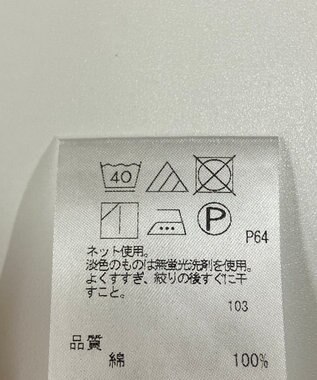 40
P
P64
ネット使用。
淡色のものは無蛍光洗剤を使用。
よくすすぎ、絞りの後すぐに干
すこと。
103
品質
綿 100%